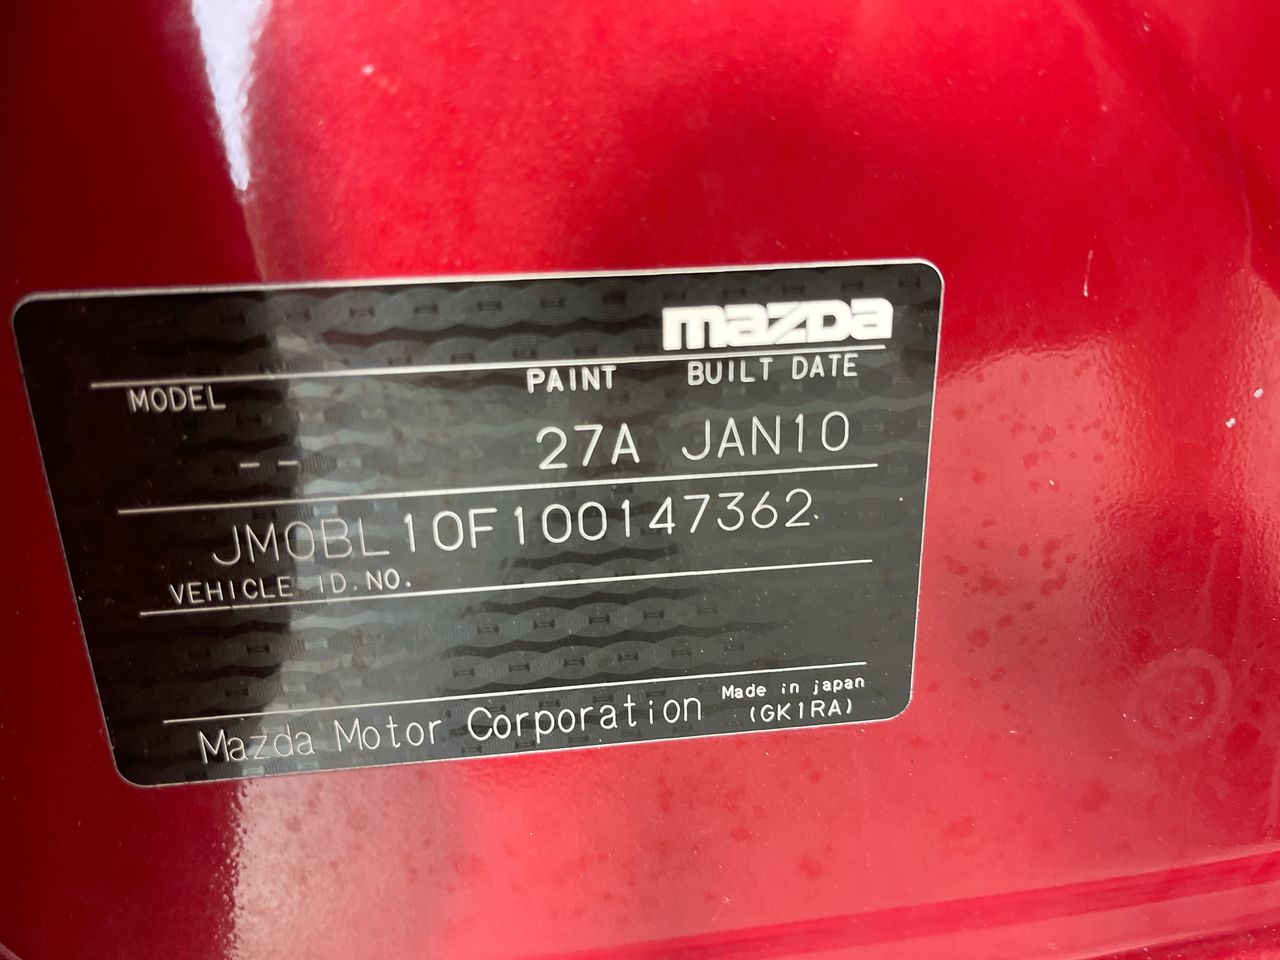 mazda
MODEL PAINT BUILT DATE
-- 27A JAN10
JM0BL10F100147362
VEHICLE ID.NO.
Mazda Motor Corporation Made in japan
(GK1RA)